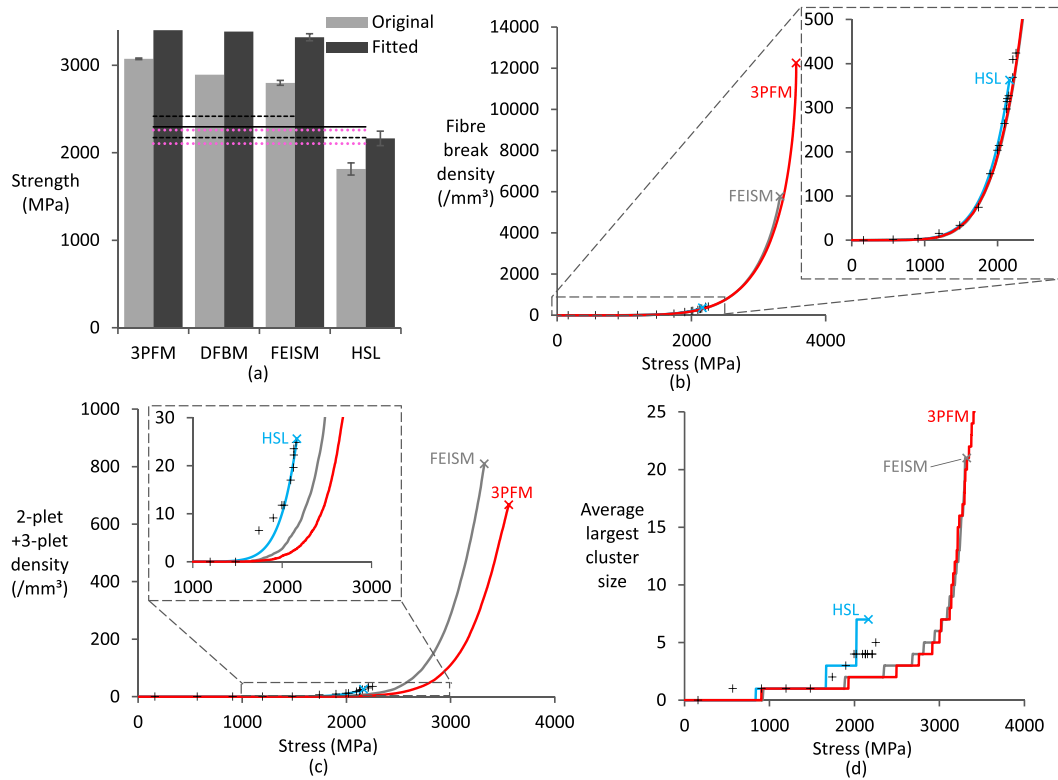 Original
Fitted
3000
2000
1000
0
Strength
(MPa)
3PFM
DFBM
FEISM
HSL
(a)
14000
12000
10000
8000
6000
4000
2000
0
Fibre
break
density
(/mm³)
3PFM
FEISM
0
2000
4000
Stress (MPa)
(b)
500
400
300
200
100
0
HSL
0
1000
2000
1000
800
600
400
200
0
2-plet
+3-plet
density
(/mm³)
30
20
10
0
HSL
1000
2000
3000
FEISM
3PFM
0
1000
2000
3000
4000
Stress (MPa)
(c)
25
20
15
10
5
0
Average
largest
cluster
size
3PFM
FEISM
HSL
0
1000
2000
3000
4000
Stress (MPa)
(d)